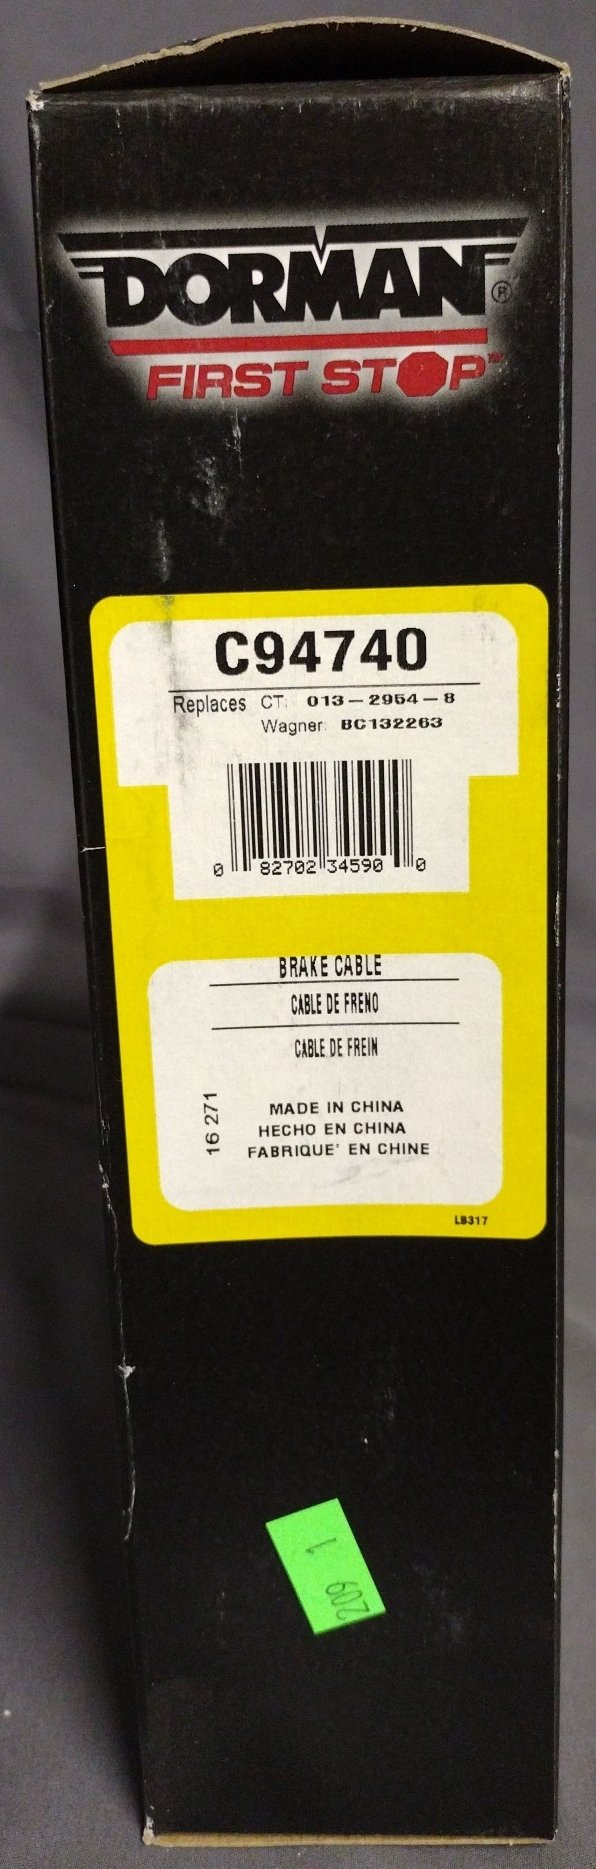 DORMAN®
FIRST STOP™
C94740
Replaces CT: 013-2954-8
Wagner: BC132263
0 82702 34590 0
BRAKE CABLE
CABLE DE FRENO
CABLE DE FREIN
16 271
MADE IN CHINA
HECHO EN CHINA
FABRIQUE' EN CHINE
LB317
1
209